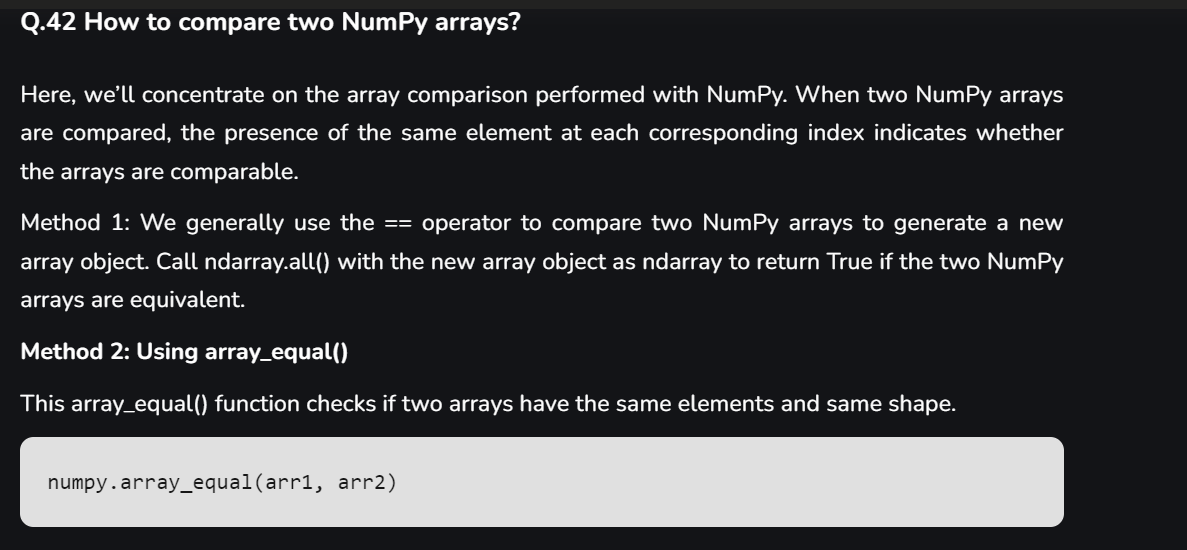 Q.42 How to compare two NumPy arrays?
Here, we’ll concentrate on the array comparison performed with NumPy. When two NumPy arrays
are compared, the presence of the same element at each corresponding index indicates whether
the arrays are comparable.
Method 1: We generally use the == operator to compare two NumPy arrays to generate a new
array object. Call ndarray.all() with the new array object as ndarray to return True if the two NumPy
arrays are equivalent.
Method 2: Using array_equal()
This array_equal() function checks if two arrays have the same elements and same shape.
numpy.array_equal(arr1, arr2)